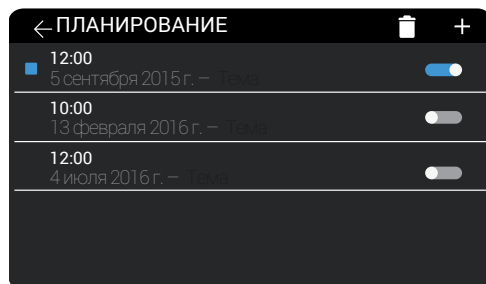 ПЛАНИРОВАНИЕ
12:00
5 сентября 2015 г. – Тема
10:00
13 февраля 2016 г. – Тема
12:00
4 июля 2016 г. – Тема